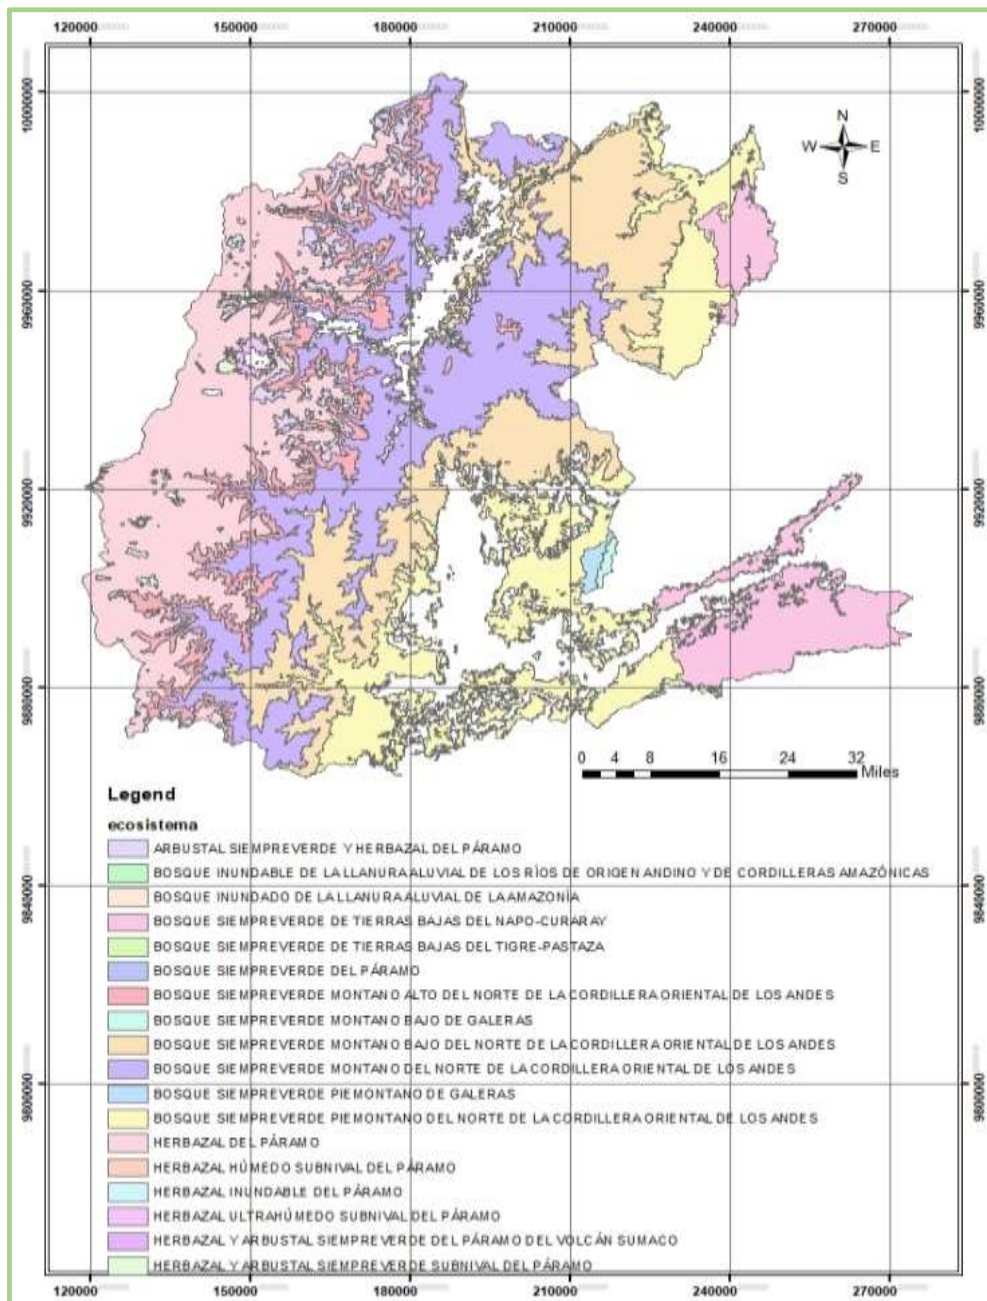 120000 150000 180000 210000 240000 270000
10000000 10000000
N
W E
S
9960000 9960000
9920000 9920000
9880000 9880000
0 4 8 16 24 32
Miles
Legend
ecosistema
ARBUSTAL SIEMPREVERDE Y HERBAZAL DEL PÁRAMO
BOSQUE INUNDABLE DE LA LLANURA ALUVIAL DE LOS RÍOS DE ORIGEN ANDINO Y DE CORDILLERAS AMAZÓNICAS
9840000 9840000
BOSQUE INUNDADO DE LA LLANURA ALUVIAL DE LA AMAZONÍA
BOSQUE SIEMPREVERDE DE TIERRAS BAJAS DEL NAPO-CURARAY
BOSQUE SIEMPREVERDE DE TIERRAS BAJAS DEL TIGRE-PASTAZA
BOSQUE SIEMPREVERDE DEL PÁRAMO
BOSQUE SIEMPREVERDE MONTANO ALTO DEL NORTE DE LA CORDILLERA ORIENTAL DE LOS ANDES
BOSQUE SIEMPREVERDE MONTANO BAJO DE GALERAS
BOSQUE SIEMPREVERDE MONTANO BAJO DEL NORTE DE LA CORDILLERA ORIENTAL DE LOS ANDES
BOSQUE SIEMPREVERDE MONTANO DEL NORTE DE LA CORDILLERA ORIENTAL DE LOS ANDES
9800000 9800000
BOSQUE SIEMPREVERDE PIEMONTANO DE GALERAS
BOSQUE SIEMPREVERDE PIEMONTANO DEL NORTE DE LA CORDILLERA ORIENTAL DE LOS ANDES
HERBAZAL DEL PÁRAMO
HERBAZAL HÚMEDO SUBNIVAL DEL PÁRAMO
HERBAZAL INUNDABLE DEL PÁRAMO
HERBAZAL ULTRAHÚMEDO SUBNIVAL DEL PÁRAMO
HERBAZAL Y ARBUSTAL SIEMPREVERDE DEL PÁRAMO DEL VOLCÁN SUMACO
HERBAZAL Y ARBUSTAL SIEMPREVERDE SUBNIVAL DEL PÁRAMO
120000 150000 180000 210000 240000 270000